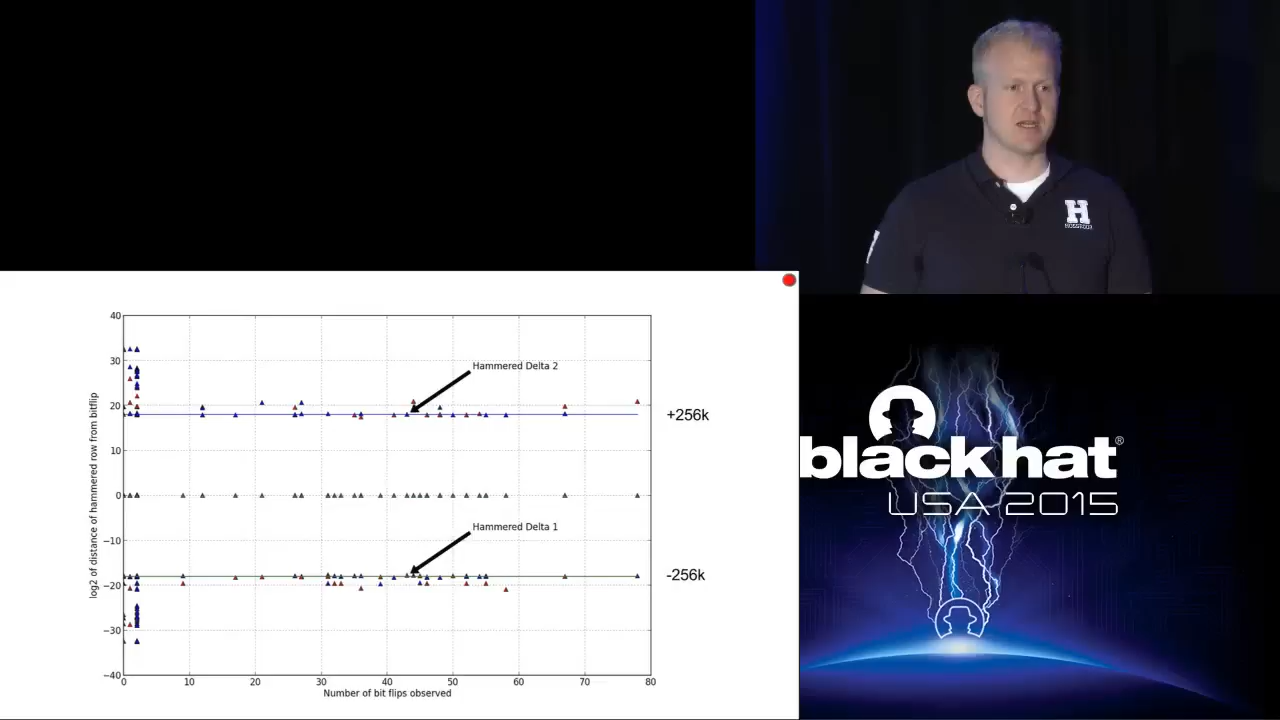 H
40
30
20
10
0
−10
−20
−30
−40
log2 of distance of hammered row from bitflip
Hammered Delta 2
+256k
Hammered Delta 1
-256k
0 10 20 30 40 50 60 70 80
Number of bit flips observed
black hat®
USA 2015